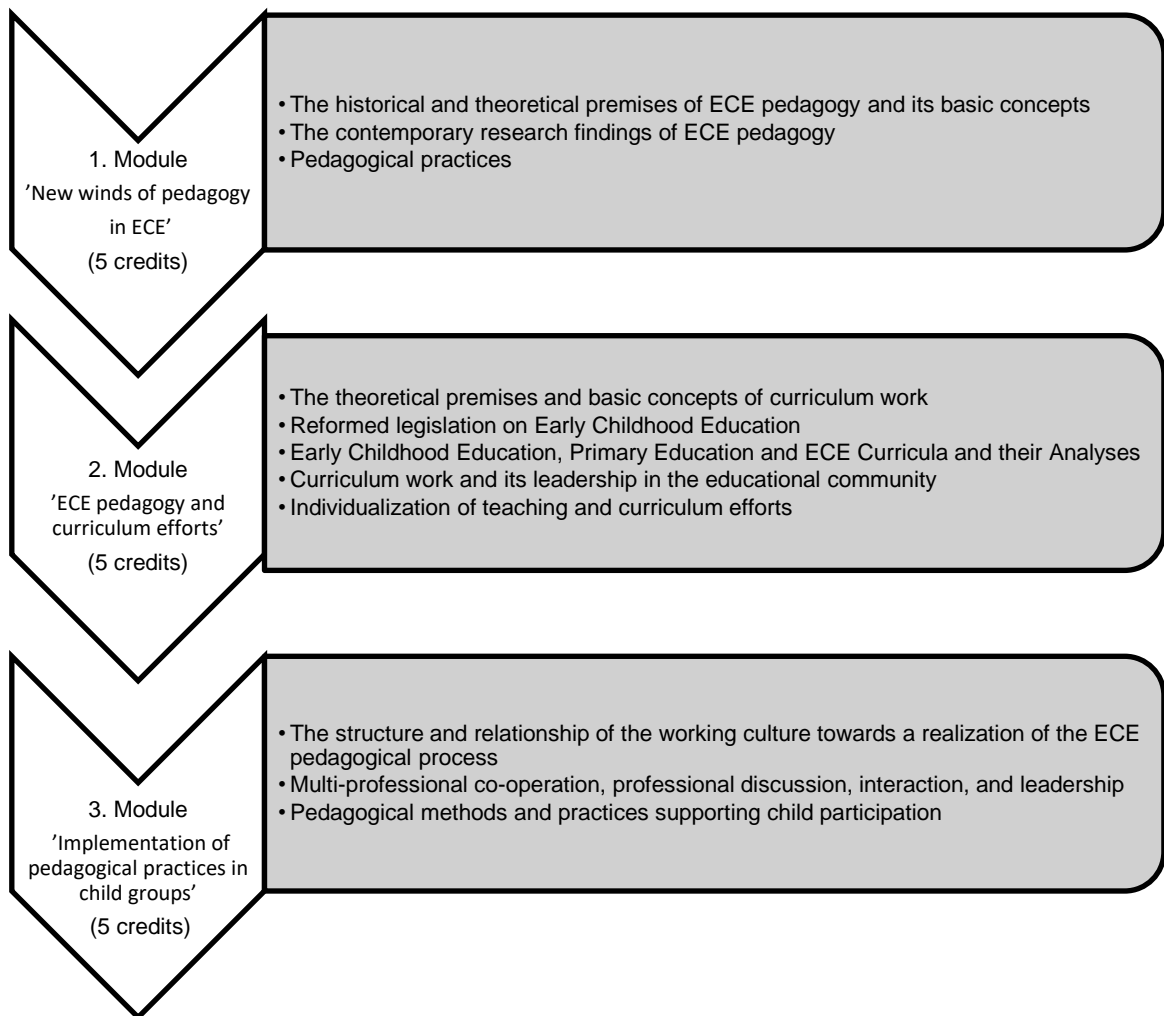 1. Module
’New winds of pedagogy
in ECE’
(5 credits)
• The historical and theoretical premises of ECE pedagogy and its basic concepts
• The contemporary research findings of ECE pedagogy
• Pedagogical practices
2. Module
’ECE pedagogy and
curriculum efforts’
(5 credits)
• The theoretical premises and basic concepts of curriculum work
• Reformed legislation on Early Childhood Education
• Early Childhood Education, Primary Education and ECE Curricula and their Analyses
• Curriculum work and its leadership in the educational community
• Individualization of teaching and curriculum efforts
3. Module
’Implementation of
pedagogical practices in
child groups’
(5 credits)
• The structure and relationship of the working culture towards a realization of the ECE
pedagogical process
• Multi-professional co-operation, professional discussion, interaction, and leadership
• Pedagogical methods and practices supporting child participation